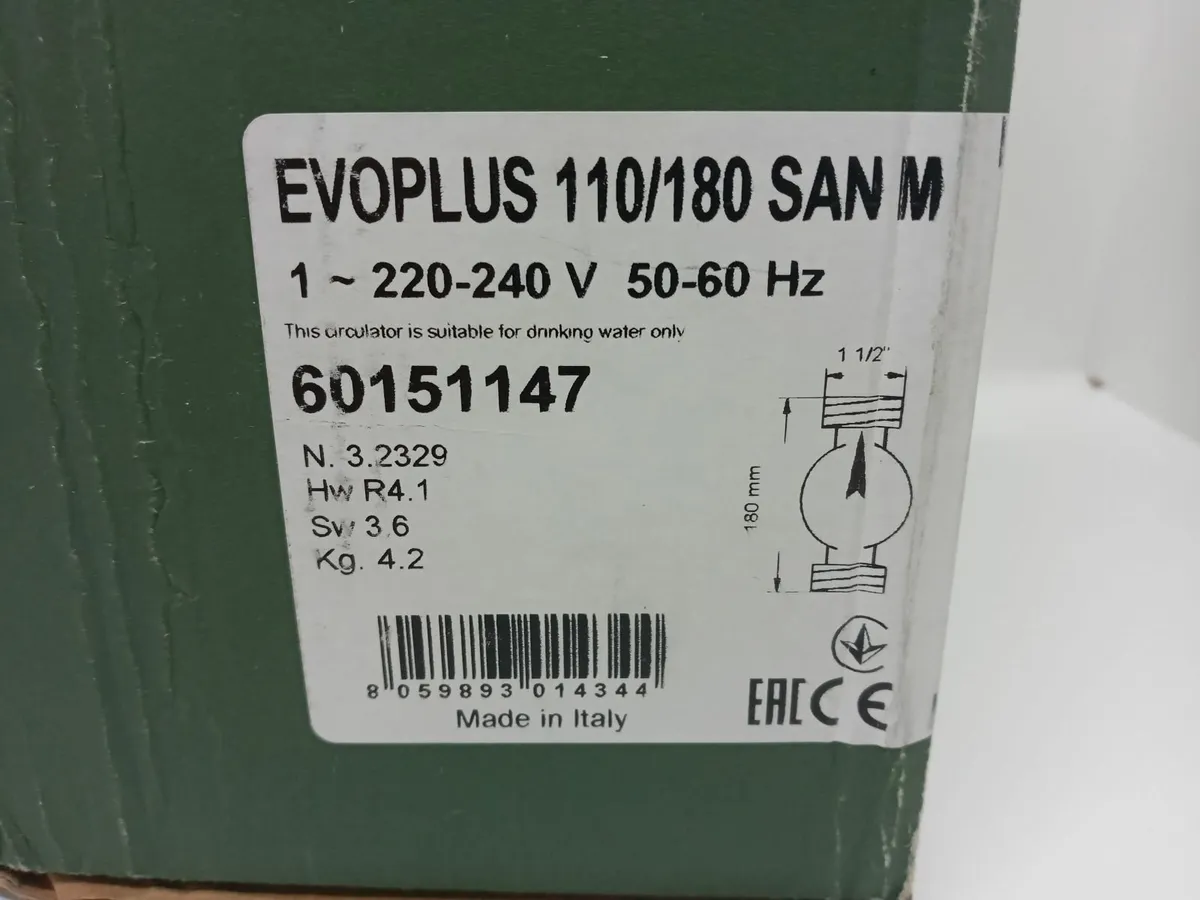 EVOPLUS 110/180 SAN M
1 ~ 220-240 V 50-60 Hz
This circulator is suitable for drinking water only
60151147
1 1/2"
N. 3.2329
Hw R4.1
Sw 3.6
Kg. 4.2
180 mm
8 059893 014344
Made in Italy
EAC CE